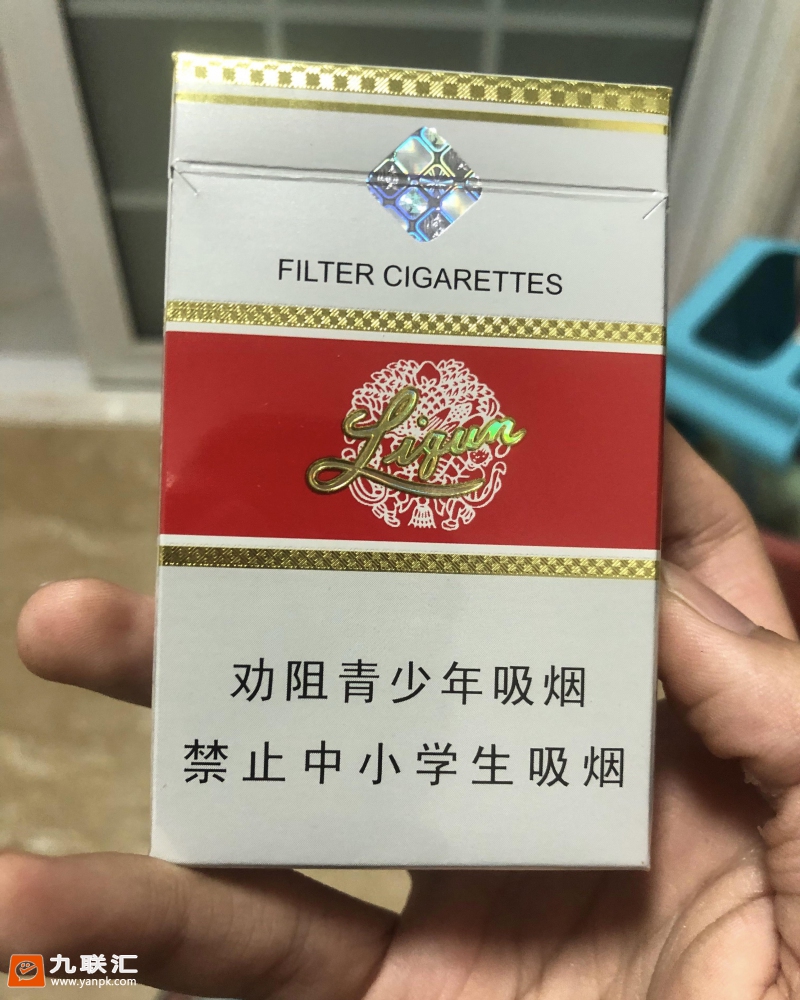 FILTER CIGARETTES
Liqun
劝阻青少年吸烟
禁止中小学生吸烟
九联汇
www.yanpk.com